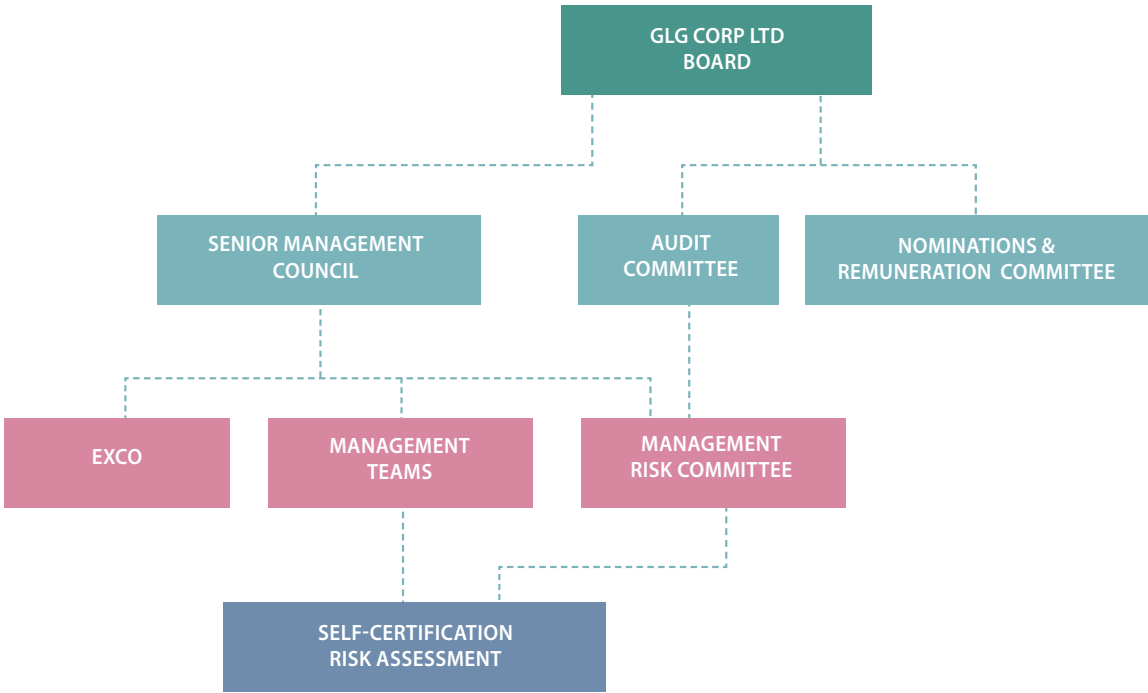 GLG CORP LTD
BOARD
SENIOR MANAGEMENT
COUNCIL
AUDIT
COMMITTEE
NOMINATIONS &
REMUNERATION COMMITTEE
EXCO
MANAGEMENT
TEAMS
MANAGEMENT
RISK COMMITTEE
SELF-CERTIFICATION
RISK ASSESSMENT